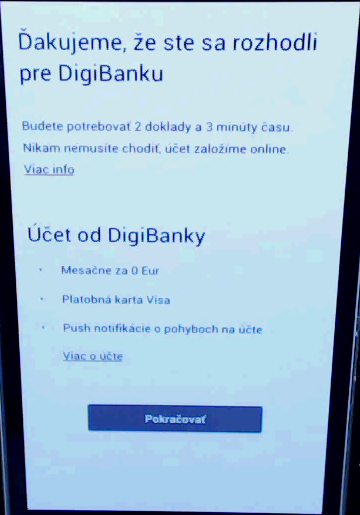 Ďakujeme, že ste sa rozhodli
pre DigiBanku
Budete potrebovať 2 doklady a 3 minúty času.
Nikam nemusíte chodiť, účet založíme online.
Viac info
Účet od DigiBanky
· Mesačne za 0 Eur
· Platobná karta Visa
· Push notifikácie o pohyboch na účte
Viac o účte
Pokračovať